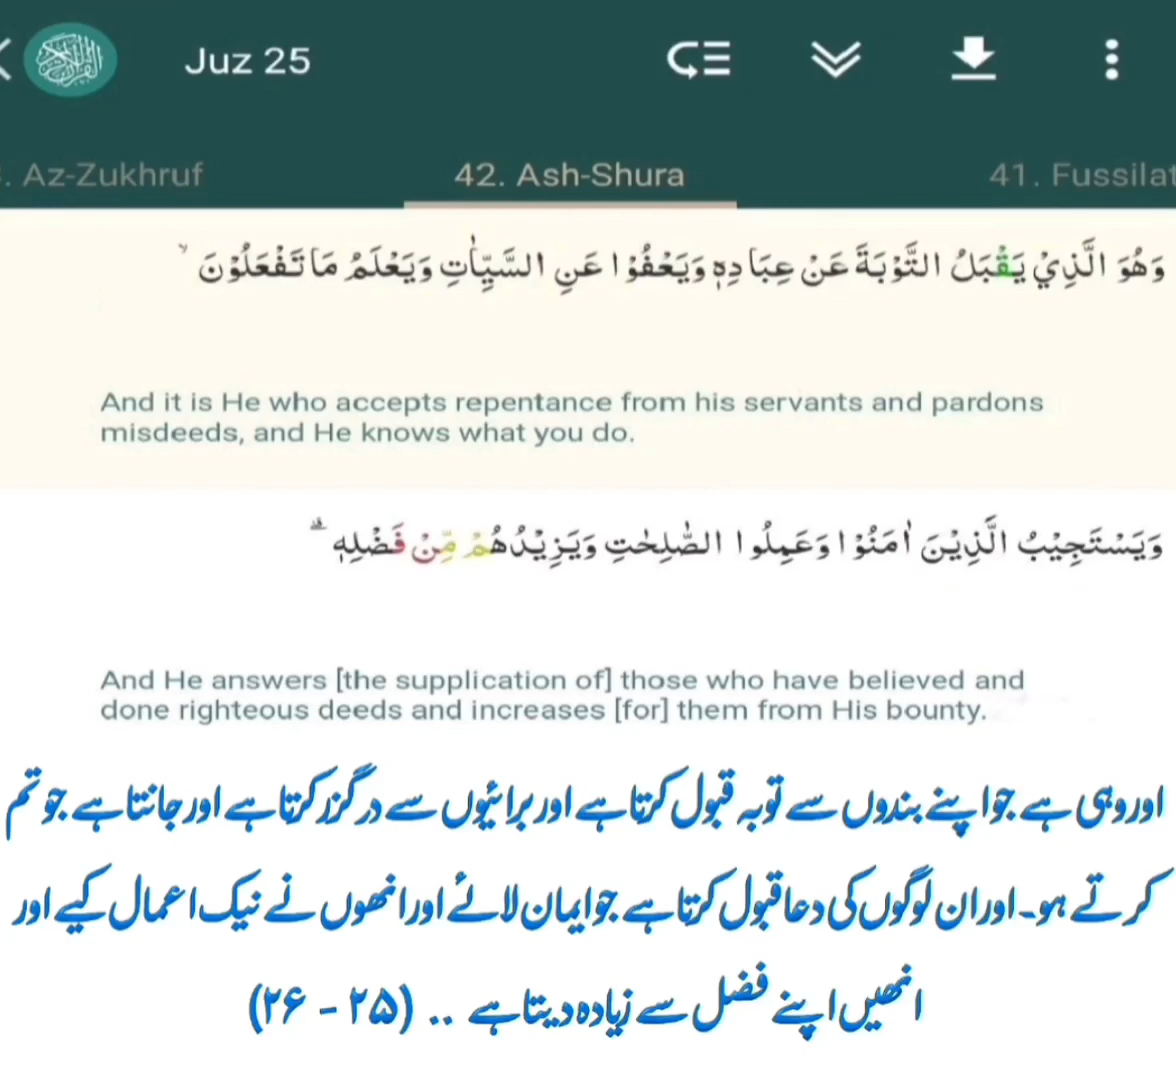 Juz 25
. Az-Zukhruf 42. Ash-Shura 41. Fussilat
وَهُوَ الَّذِيْ يَقْبَلُ التَّوْبَةَ عَنْ عِبَادِهٖ وَيَعْفُوْا عَنِ السَّيِّاٰتِ وَيَعْلَمُ مَا تَفْعَلُوْنَ ۙ
And it is He who accepts repentance from his servants and pardons
misdeeds, and He knows what you do.
وَيَسْتَجِيْبُ الَّذِيْنَ اٰمَنُوْا وَعَمِلُوا الصّٰلِحٰتِ وَيَزِيْدُهُمْ مِّنْ فَضْلِهٖ ۗ
And He answers [the supplication of] those who have believed and
done righteous deeds and increases [for] them from His bounty.
اور وہی ہے جو اپنے بندوں سے توبہ قبول کرتا ہے اور برائیوں سے درگزر کرتا ہے اور جانتا ہے جو تم
کرتے ہو۔ اور ان لوگوں کی دعا قبول کرتا ہے جو ایمان لائے اور انھوں نے نیک اعمال کیے اور
انھیں اپنے فضل سے زیادہ دیتا ہے .. (۲۵ - ۲۶)